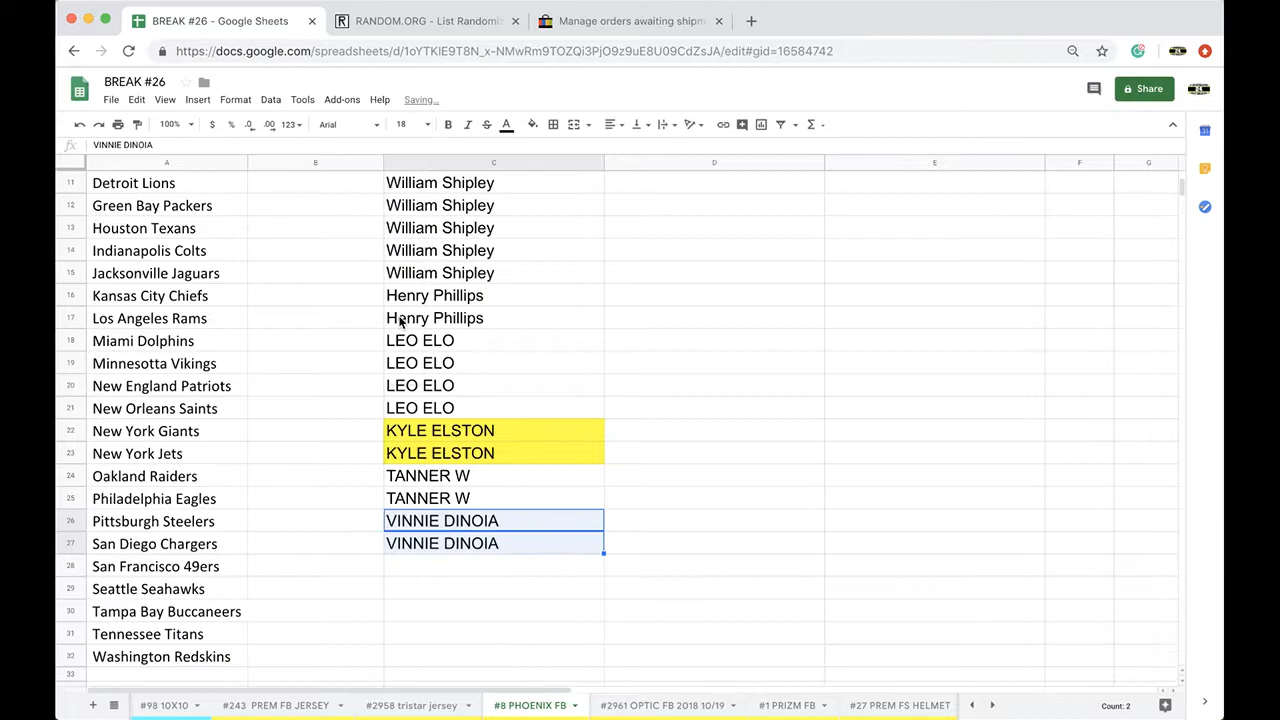 BREAK #26 - Google Sheets
RANDOM.ORG - List Randomiz
Manage orders awaiting shipm
https://docs.google.com/spreadsheets/d/1oYTKIE9T8N_x-NMwRm9TOZQi3PjO9z9uE8U09CdZsJA/edit#gid=16584742
BREAK #26
File Edit View Insert Format Data Tools Add-ons Help Saving...
Share
100% $ % .0 .00 123 Arial 18 B I S A
fx VINNIE DINOIA
A B C D E F G
11 Detroit Lions William Shipley
12 Green Bay Packers William Shipley
13 Houston Texans William Shipley
14 Indianapolis Colts William Shipley
15 Jacksonville Jaguars William Shipley
16 Kansas City Chiefs Henry Phillips
17 Los Angeles Rams Henry Phillips
18 Miami Dolphins LEO ELO
19 Minnesotta Vikings LEO ELO
20 New England Patriots LEO ELO
21 New Orleans Saints LEO ELO
22 New York Giants KYLE ELSTON
23 New York Jets KYLE ELSTON
24 Oakland Raiders TANNER W
25 Philadelphia Eagles TANNER W
26 Pittsburgh Steelers VINNIE DINOIA
27 San Diego Chargers VINNIE DINOIA
28 San Francisco 49ers
29 Seattle Seahawks
30 Tampa Bay Buccaneers
31 Tennessee Titans
32 Washington Redskins
33
#98 10X10 #243 PREM FB JERSEY #2958 tristar jersey #8 PHOENIX FB #2961 OPTIC FB 2018 10/19 #1 PRIZM FB #27 PREM FS HELMET Count: 2